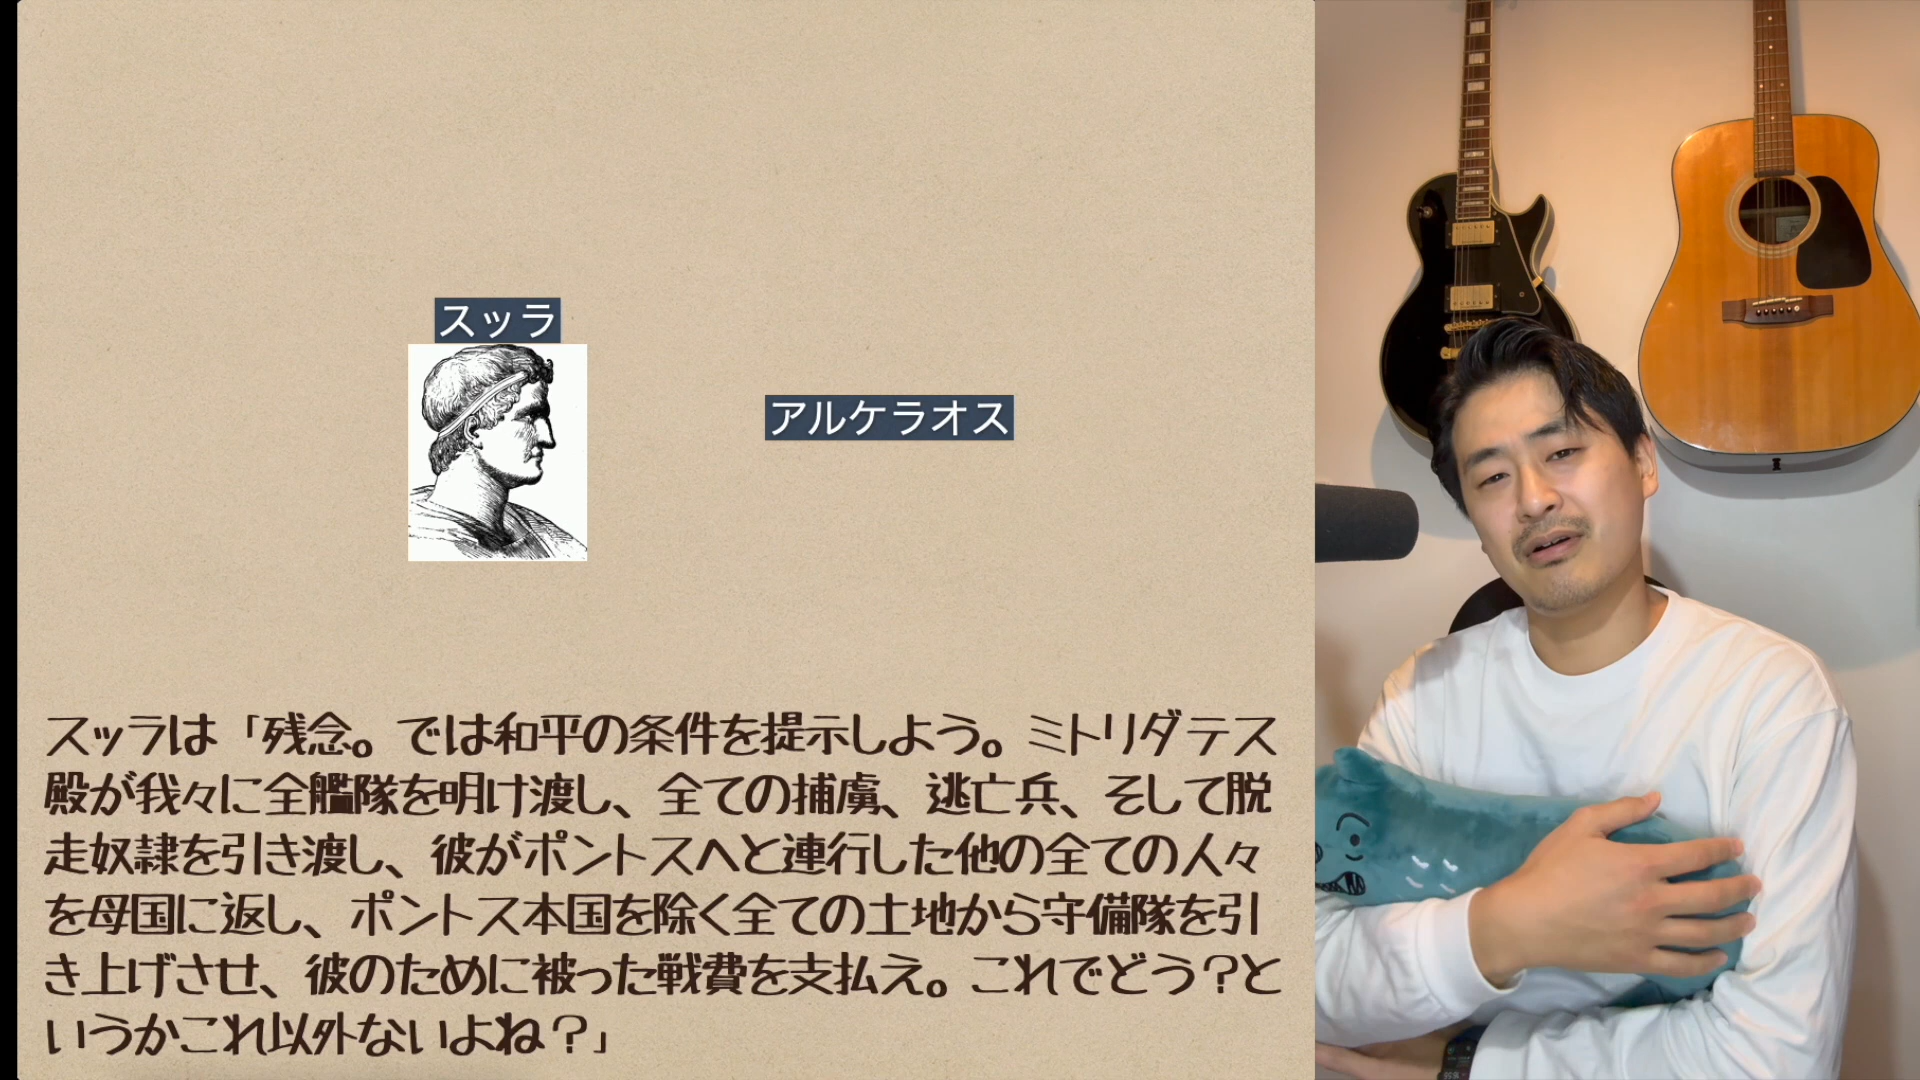 スッラ
アルケラオス
スッラは「残念。では和平の条件を提示しよう。ミトリダテス
殿が我々に全艦隊を明け渡し、全ての捕虜、逃亡兵、そして脱
走奴隷を引き渡し、彼がポントスへと連行した他の全ての人々
を母国に返し、ポントス本国を除く全ての土地から守備隊を引
き上げさせ、彼のために被った戦費を支払え。これでどう？と
いうかこれ以外ないよね？」